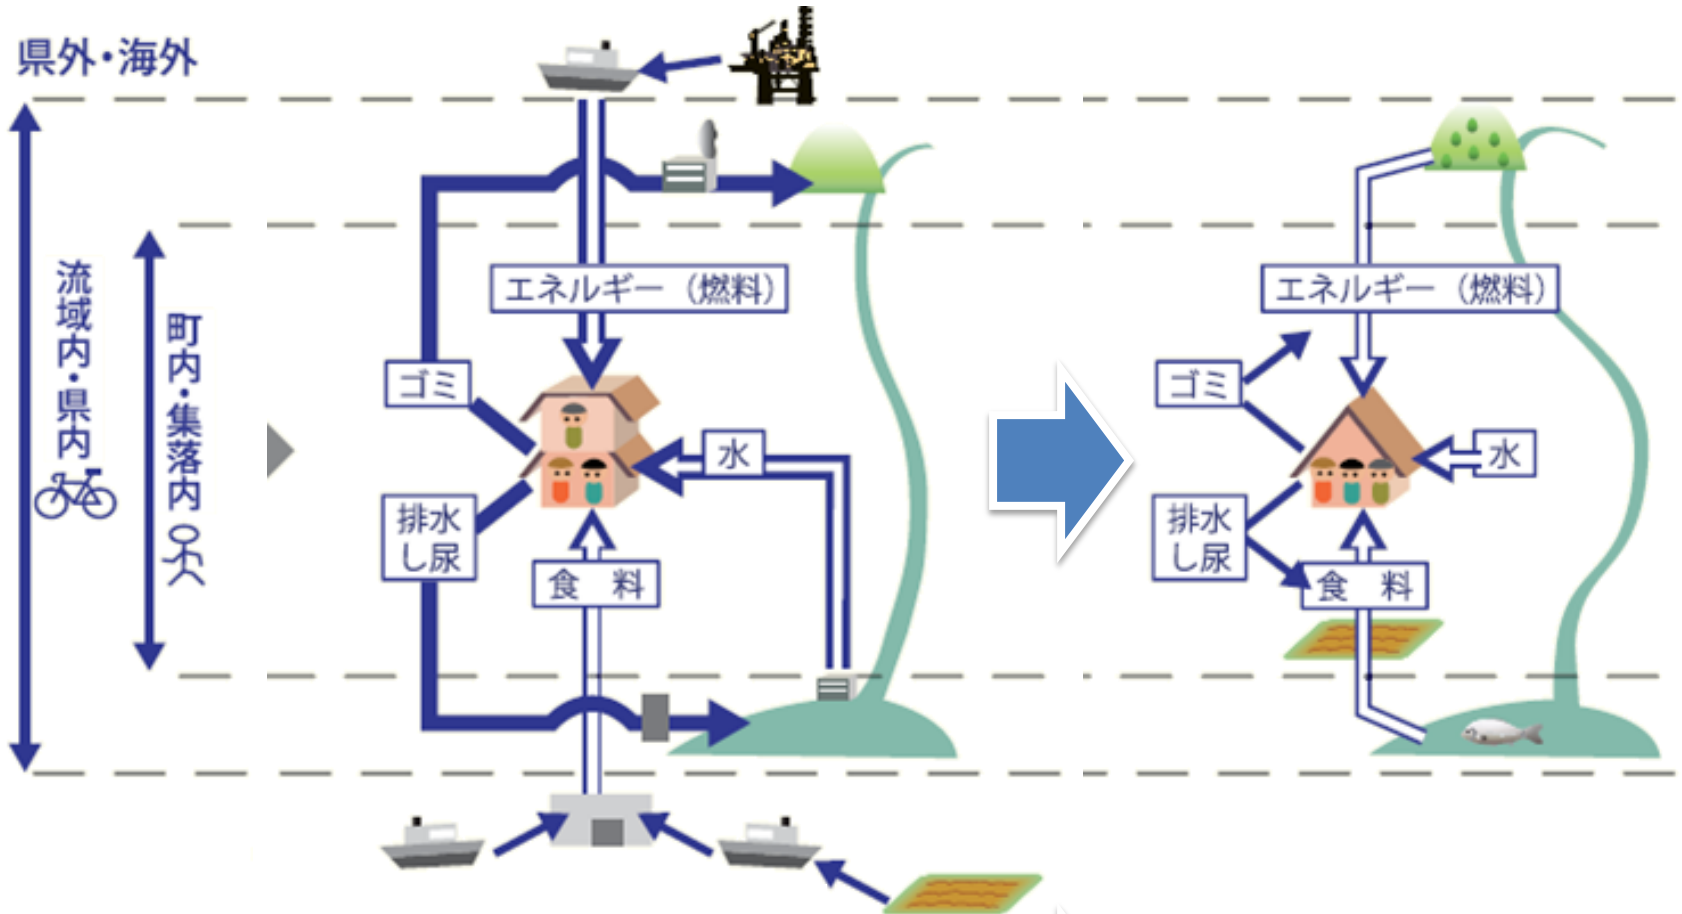 県外・海外
流域内・県内
町内・集落内
エネルギー（燃料）
ゴミ
水
排水
し尿
食　料
エネルギー（燃料）
ゴミ
水
排水
し尿
食　料